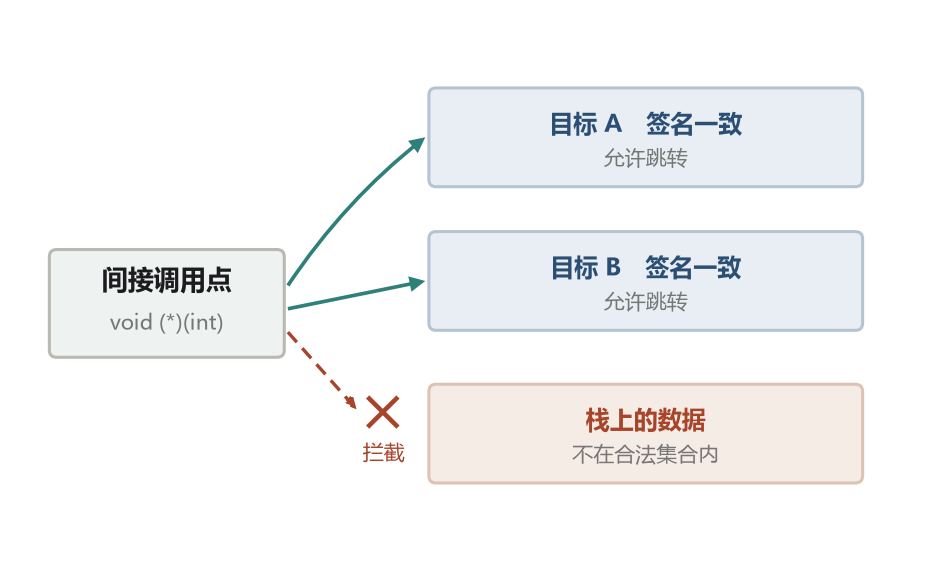 目标 A 签名一致
允许跳转
目标 B 签名一致
允许跳转
间接调用点
void (*)(int)
拦截
栈上的数据
不在合法集合内